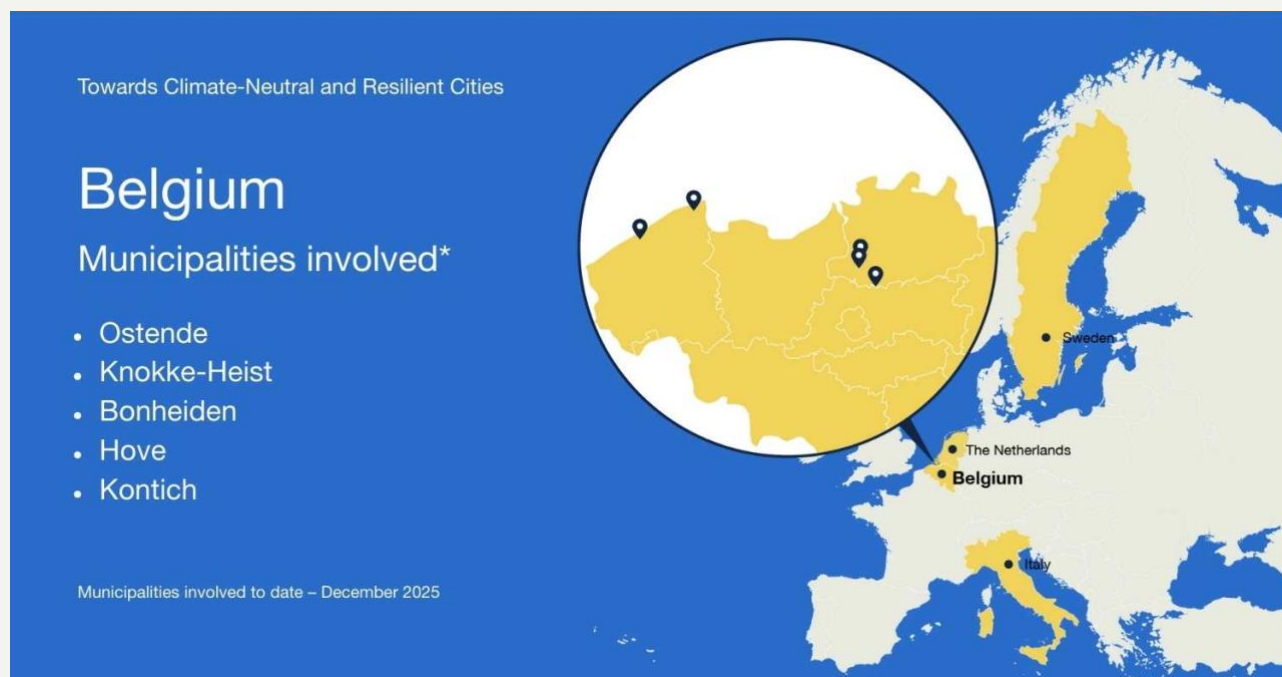 Towards Climate-Neutral and Resilient Cities
Belgium
Municipalities involved*
• Ostende
• Knokke-Heist
• Bonheiden
• Hove
• Kontich
Municipalities involved to date – December 2025
Sweden
The Netherlands
Belgium
Italy